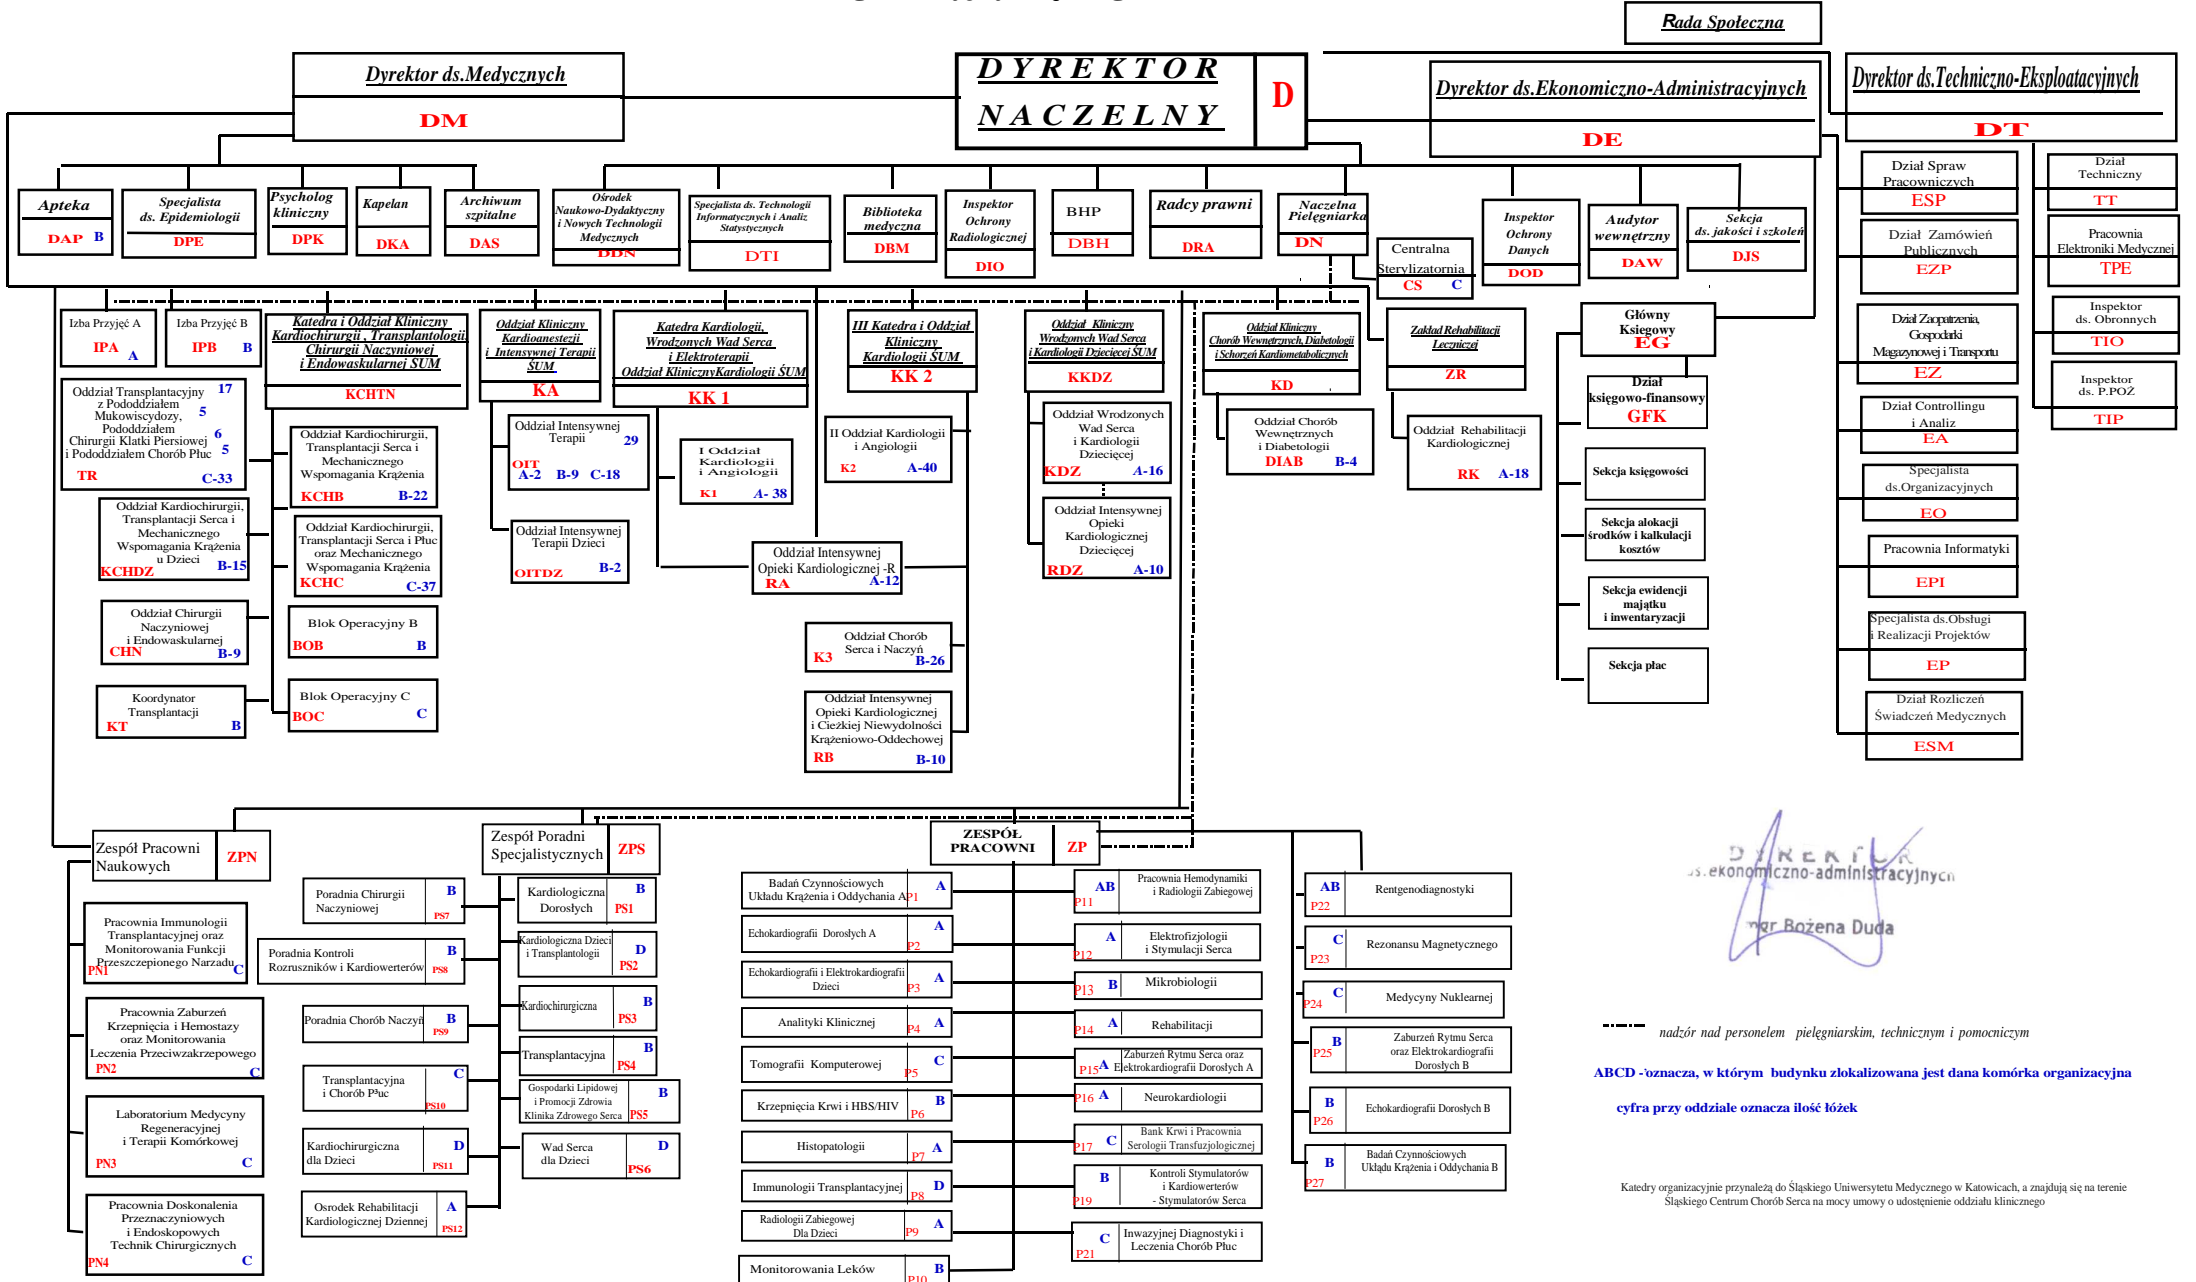 Rada Społeczna
Dyrektor ds.Medycznych
DM
DYREKTOR
NACZELNY
D
Dyrektor ds.Ekonomiczno-Administracyjnych
DE
Dyrektor ds.Techniczno-Eksploatacyjnych
DT
Apteka
DAP B
Specjalista
ds. Epidemiologii
DPE
Psycholog
kliniczny
DPK
Kapelan
DKA
Archiwum
szpitalne
DAS
Ośrodek
Naukowo-Dydaktyczny
i Nowych Technologii
Medycznych
DDN
Specjalista ds. Technologii
Informatycznych i Analiz
Statystycznych
DTI
Biblioteka
medyczna
DBM
Inspektor
Ochrony
Radiologicznej
DIO
BHP
DBH
Radcy prawni
DRA
Naczelna
Pielęgniarka
DN
Centralna
Sterylizatornia
CS C
Inspektor
Ochrony
Danych
DOD
Audytor
wewnętrzny
DAW
Sekcja
ds. jakości i szkoleń
DJS
Dział Spraw
Pracowniczych
ESP
Dział Zamówień
Publicznych
EZP
Dział Zaopatrzenia,
Gospodarki
Magazynowej i Transportu
EZ
Dział Controllingu
i Analiz
EA
Specjalista
ds.Organizacyjnych
EO
Pracownia Informatyki
EPI
Specjalista ds.Obsługi
i Realizacji Projektów
EP
Dział Rozliczeń
Świadczeń Medycznych
ESM
Dział
Techniczny
TT
Pracownia
Elektroniki Medycznej
TPE
Inspektor
ds. Obronnych
TIO
Inspektor
ds. P.POŻ
TIP
Izba Przyjęć A
IPA A
Izba Przyjęć B
IPB B
Katedra i Oddział Kliniczny
Kardiochirurgii , Transplantologii,
Chirurgii Naczyniowej
i Endowaskularnej SUM
KCHTN
Oddział Kliniczny
Kardioanestezji
i Intensywnej Terapii
ŚUM
KA
Katedra Kardiologii,
Wrodzonych Wad Serca
i Elektroterapii
Oddział KlinicznyKardiologii ŚUM
KK 1
III Katedra i Oddział
Kliniczny
Kardiologii ŚUM
KK 2
Oddział Kliniczny
Wrodzonych Wad Serca
i Kardiologii Dziecięcej ŚUM
KKDZ
Oddział Kliniczny
Chorób Wewnętrznych, Diabetologii
i Schorzeń Kardiometabolicznych
KD
Zakład Rehabilitacji
Leczniczej
ZR
Główny
Księgowy
EG
Dział
księgowo-finansowy
GFK
Sekcja księgowości
Sekcja alokacji
środków i kalkulacji
kosztów
Sekcja ewidencji
majątku
i inwentaryzacji
Sekcja płac
Oddział Transplantacyjny 17
z Pododdziałem
Mukowiscydozy, 5
Pododdziałem
Chirurgii Klatki Piersiowej 6
i Pododdziałem Chorób Płuc 5
TR C-33
Oddział Kardiochirurgii,
Transplantacji Serca i
Mechanicznego
Wspomagania Krążenia
KCHB B-22
Oddział Kardiochirurgii,
Transplantacji Serca i
Mechanicznego
Wspomagania Krążenia
u Dzieci
KCHDZ B-15
Oddział Kardiochirurgii,
Transplantacji Serca i Płuc
oraz Mechanicznego
Wspomagania Krążenia
KCHC C-37
Oddział Chirurgii
Naczyniowej
i Endowaskularnej
CHN B-9
Blok Operacyjny B
BOB B
Koordynator
Transplantacji
KT B
Blok Operacyjny C
BOC C
Oddział Intensywnej
Terapii 29
OIT
A-2 B-9 C-18
Oddział Intensywnej
Terapii Dzieci
OITDZ B-2
I Oddział
Kardiologii
i Angiologii
K1 A- 38
II Oddział Kardiologii
i Angiologii
K2 A-40
Oddział Intensywnej
Opieki Kardiologicznej -R
RA A-12
Oddział Chorób
Serca i Naczyń
K3 B-26
Oddział Intensywnej
Opieki Kardiologicznej
i Cieżkiej Niewydolności
Krążeniowo-Oddechowej
RB B-10
Oddział Wrodzonych
Wad Serca
i Kardiologii
Dziecięcej
KDZ A-16
Oddział Intensywnej
Opieki
Kardiologicznej
Dziecięcej
RDZ A-10
Oddział Chorób
Wewnętrznych
i Diabetologii
DIAB B-4
Oddział Rehabilitacji
Kardiologicznej
RK A-18
Zespół Pracowni
Naukowych
ZPN
Pracownia Immunologii
Transplantacyjnej oraz
Monitorowania Funkcji
Przeszczepionego Narzadu
PN1 C
Pracownia Zaburzeń
Krzepnięcia i Hemostazy
oraz Monitorowania
Leczenia Przeciwzakrzepowego
PN2 C
Laboratorium Medycyny
Regeneracyjnej
i Terapii Komórkowej
PN3 C
Pracownia Doskonalenia
Przeznaczyniowych
i Endoskopowych
Technik Chirurgicznych
PN4 C
Zespół Poradni
Specjalistycznych
ZPS
Poradnia Chirurgii
Naczyniowej
B
PS7
Poradnia Kontroli
Rozruszników i Kardiowerterów
B
PS8
Poradnia Chorób Naczyń
B
PS9
Transplantacyjna
i Chorób P³uc
C
PS10
Kardiochirurgiczna
dla Dzieci
D
PS11
Osrodek Rehabilitacji
Kardiologicznej Dziennej
A
PS12
Kardiologiczna
Dorosłych
B
PS1
Kardiologiczna Dzieci
i Transplantologii
D
PS2
Kardiochirurgiczna
B
PS3
Transplantacyjna
B
PS4
Gospodarki Lipidowej
i Promocji Zdrowia
Klinika Zdrowego Serca
B
PS5
Wad Serca
dla Dzieci
D
PS6
ZESPÓŁ
PRACOWNI
ZP
Badań Czynnościowych
Układu Krążenia i Oddychania A
A
P1
Echokardiografii Dorosłych A
A
P2
Echokardiografii i Elektrokardiografii
Dzieci
A
P3
Analityki Klinicznej
A
P4
Tomografii Komputerowej
C
P5
Krzepnięcia Krwi i HBS/HIV
B
P6
Histopatologii
A
P7
Immunologii Transplantacyjnej
D
P8
Radiologii Zabiegowej
Dla Dzieci
A
P9
Monitorowania Leków
B
P10
AB
P11
Pracownia Hemodynamiki
i Radiologii Zabiegowej
A
P12
Elektrofizjologii
i Stymulacji Serca
P13 B
Mikrobiologii
P14 A
Rehabilitacji
P15 A
Zaburzeń Rytmu Serca oraz
Elektrokardiografii Dorosłych A
P16 A
Neurokardiologii
P17 C
Bank Krwi i Pracownia
Serologii Transfuzjologicznej
B
P19
Kontroli Stymulatorów
i Kardiowerterów
- Stymulatorów Serca
C
P21
Inwazyjnej Diagnostyki i
Leczenia Chorób Płuc
AB
P22
Rentgenodiagnostyki
C
P23
Rezonansu Magnetycznego
C
P24
Medycyny Nuklearnej
B
P25
Zaburzeń Rytmu Serca
oraz Elektrokardiografii
Dorosłych B
B
P26
Echokardiografii Dorosłych B
B
P27
Badań Czynnościowych
Układu Krążenia i Oddychania B
DYREKTOR
ds.ekonomiczno-administracyjnych
mgr Bożena Duda
nadzór nad personelem pielęgniarskim, technicznym i pomocniczym
ABCD - oznacza, w którym budynku zlokalizowana jest dana komórka organizacyjna
cyfra przy oddziale oznacza ilość łóżek
Katedry organizacyjnie przynależą do Śląskiego Uniwersytetu Medycznego w Katowicach, a znajdują się na terenie
Śląskiego Centrum Chorób Serca na mocy umowy o udostęnienie oddziału klinicznego